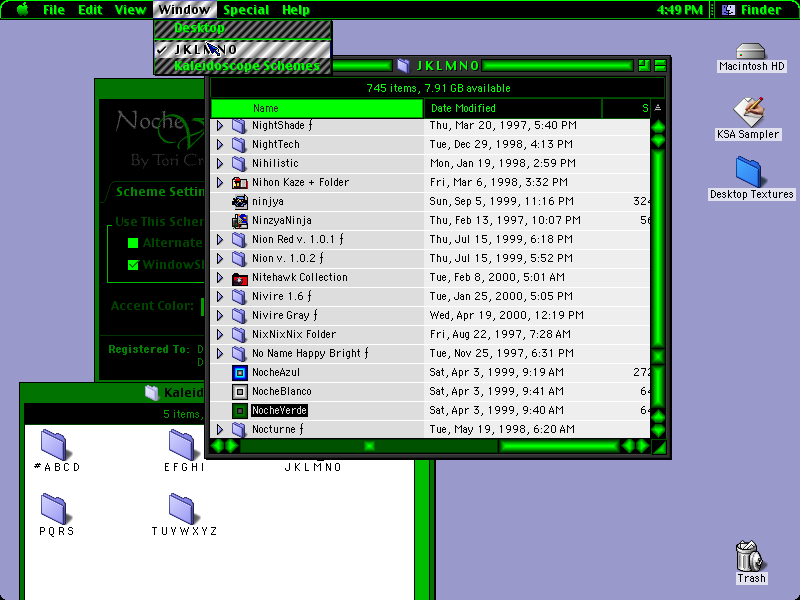 File Edit View Window Special Help 4:49 PM Finder
Desktop
✓ JKLMNO
Kaleidoscope Schemes
JKLMNO
745 items, 7.91 GB available
Name Date Modified S
NightShade ƒ Thu, Mar 20, 1997, 5:40 PM
NightTech Tue, Dec 29, 1998, 4:13 PM
Nihilistic Mon, Jan 19, 1998, 2:59 PM
Nihon Kaze + Folder Fri, Mar 6, 1998, 3:32 PM
ninjya Sun, Sep 5, 1999, 11:16 PM 324
NinzyaNinja Thu, Feb 13, 1997, 10:07 PM 56
Nion Red v. 1.0.1 ƒ Thu, Jul 15, 1999, 6:18 PM
Nion v. 1.0.2 ƒ Thu, Jul 15, 1999, 5:52 PM
Nitehawk Collection Tue, Feb 8, 2000, 5:01 AM
Nivire 1.6 ƒ Tue, Jan 25, 2000, 5:05 PM
Nivire Gray ƒ Wed, Apr 19, 2000, 12:19 PM
NixNixNix Folder Fri, Aug 22, 1997, 7:28 AM
No Name Happy Bright ƒ Tue, Nov 25, 1997, 6:31 PM
NocheAzul Sat, Apr 3, 1999, 9:19 AM 272
NocheBlanco Sat, Apr 3, 1999, 9:41 AM 64
NocheVerde Sat, Apr 3, 1999, 9:40 AM 64
Nocturne ƒ Tue, May 19, 1998, 6:20 AM
Noche
By Tori Cr
Scheme Settin
Use This Schem
Alternate
WindowSh
Accent Color:
Registered To: D
D
Kaleid
5 items,
#ABCD EFGHI JKLMNO
PQRS TUVWXYZ
Macintosh HD
KSA Sampler
Desktop Textures
Trash